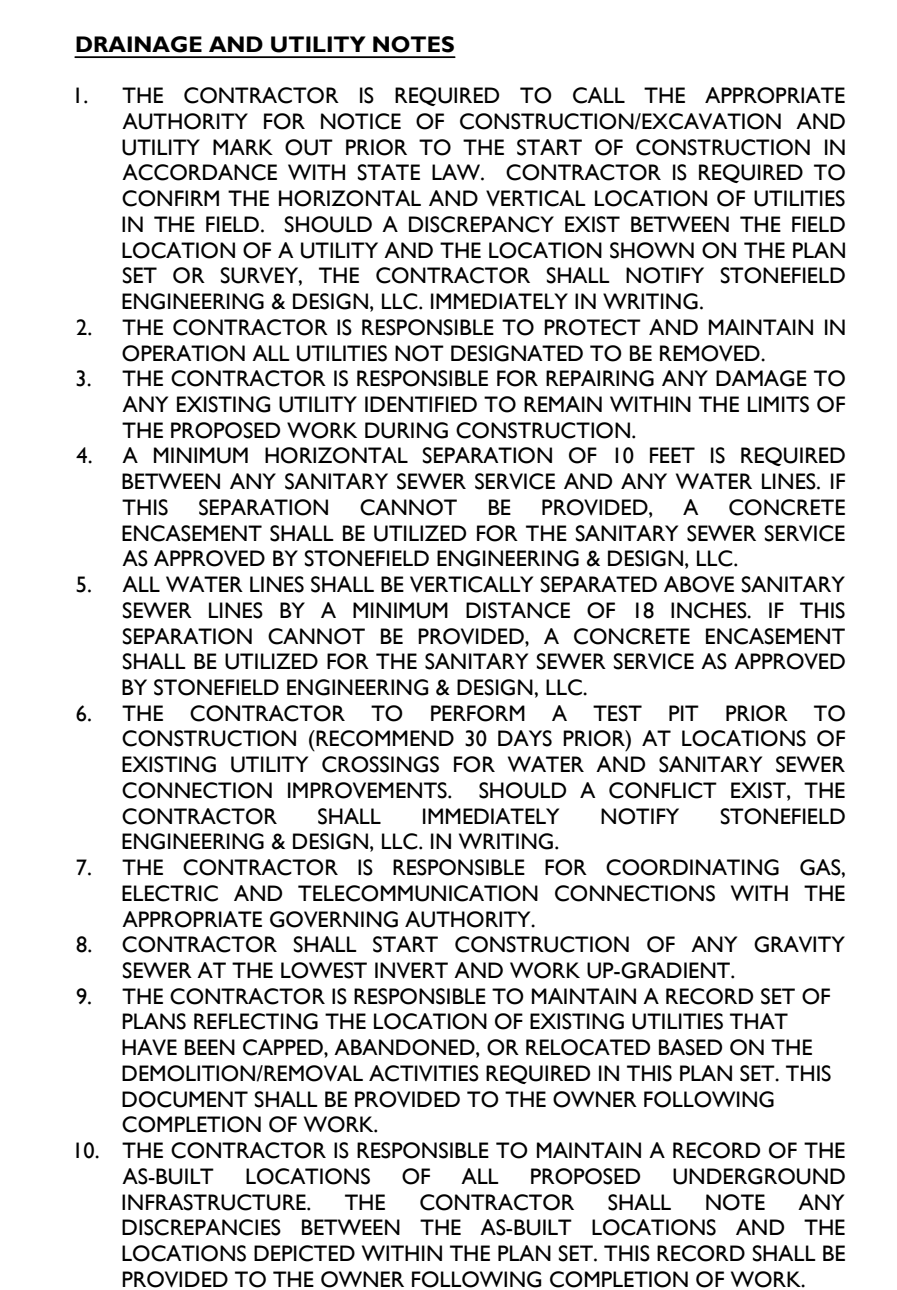 DRAINAGE AND UTILITY NOTES
1. THE CONTRACTOR IS REQUIRED TO CALL THE APPROPRIATE
AUTHORITY FOR NOTICE OF CONSTRUCTION/EXCAVATION AND
UTILITY MARK OUT PRIOR TO THE START OF CONSTRUCTION IN
ACCORDANCE WITH STATE LAW. CONTRACTOR IS REQUIRED TO
CONFIRM THE HORIZONTAL AND VERTICAL LOCATION OF UTILITIES
IN THE FIELD. SHOULD A DISCREPANCY EXIST BETWEEN THE FIELD
LOCATION OF A UTILITY AND THE LOCATION SHOWN ON THE PLAN
SET OR SURVEY, THE CONTRACTOR SHALL NOTIFY STONEFIELD
ENGINEERING & DESIGN, LLC. IMMEDIATELY IN WRITING.
2. THE CONTRACTOR IS RESPONSIBLE TO PROTECT AND MAINTAIN IN
OPERATION ALL UTILITIES NOT DESIGNATED TO BE REMOVED.
3. THE CONTRACTOR IS RESPONSIBLE FOR REPAIRING ANY DAMAGE TO
ANY EXISTING UTILITY IDENTIFIED TO REMAIN WITHIN THE LIMITS OF
THE PROPOSED WORK DURING CONSTRUCTION.
4. A MINIMUM HORIZONTAL SEPARATION OF 10 FEET IS REQUIRED
BETWEEN ANY SANITARY SEWER SERVICE AND ANY WATER LINES. IF
THIS SEPARATION CANNOT BE PROVIDED, A CONCRETE
ENCASEMENT SHALL BE UTILIZED FOR THE SANITARY SEWER SERVICE
AS APPROVED BY STONEFIELD ENGINEERING & DESIGN, LLC.
5. ALL WATER LINES SHALL BE VERTICALLY SEPARATED ABOVE SANITARY
SEWER LINES BY A MINIMUM DISTANCE OF 18 INCHES. IF THIS
SEPARATION CANNOT BE PROVIDED, A CONCRETE ENCASEMENT
SHALL BE UTILIZED FOR THE SANITARY SEWER SERVICE AS APPROVED
BY STONEFIELD ENGINEERING & DESIGN, LLC.
6. THE CONTRACTOR TO PERFORM A TEST PIT PRIOR TO
CONSTRUCTION (RECOMMEND 30 DAYS PRIOR) AT LOCATIONS OF
EXISTING UTILITY CROSSINGS FOR WATER AND SANITARY SEWER
CONNECTION IMPROVEMENTS. SHOULD A CONFLICT EXIST, THE
CONTRACTOR SHALL IMMEDIATELY NOTIFY STONEFIELD
ENGINEERING & DESIGN, LLC. IN WRITING.
7. THE CONTRACTOR IS RESPONSIBLE FOR COORDINATING GAS,
ELECTRIC AND TELECOMMUNICATION CONNECTIONS WITH THE
APPROPRIATE GOVERNING AUTHORITY.
8. CONTRACTOR SHALL START CONSTRUCTION OF ANY GRAVITY
SEWER AT THE LOWEST INVERT AND WORK UP-GRADIENT.
9. THE CONTRACTOR IS RESPONSIBLE TO MAINTAIN A RECORD SET OF
PLANS REFLECTING THE LOCATION OF EXISTING UTILITIES THAT
HAVE BEEN CAPPED, ABANDONED, OR RELOCATED BASED ON THE
DEMOLITION/REMOVAL ACTIVITIES REQUIRED IN THIS PLAN SET. THIS
DOCUMENT SHALL BE PROVIDED TO THE OWNER FOLLOWING
COMPLETION OF WORK.
10. THE CONTRACTOR IS RESPONSIBLE TO MAINTAIN A RECORD OF THE
AS-BUILT LOCATIONS OF ALL PROPOSED UNDERGROUND
INFRASTRUCTURE. THE CONTRACTOR SHALL NOTE ANY
DISCREPANCIES BETWEEN THE AS-BUILT LOCATIONS AND THE
LOCATIONS DEPICTED WITHIN THE PLAN SET. THIS RECORD SHALL BE
PROVIDED TO THE OWNER FOLLOWING COMPLETION OF WORK.